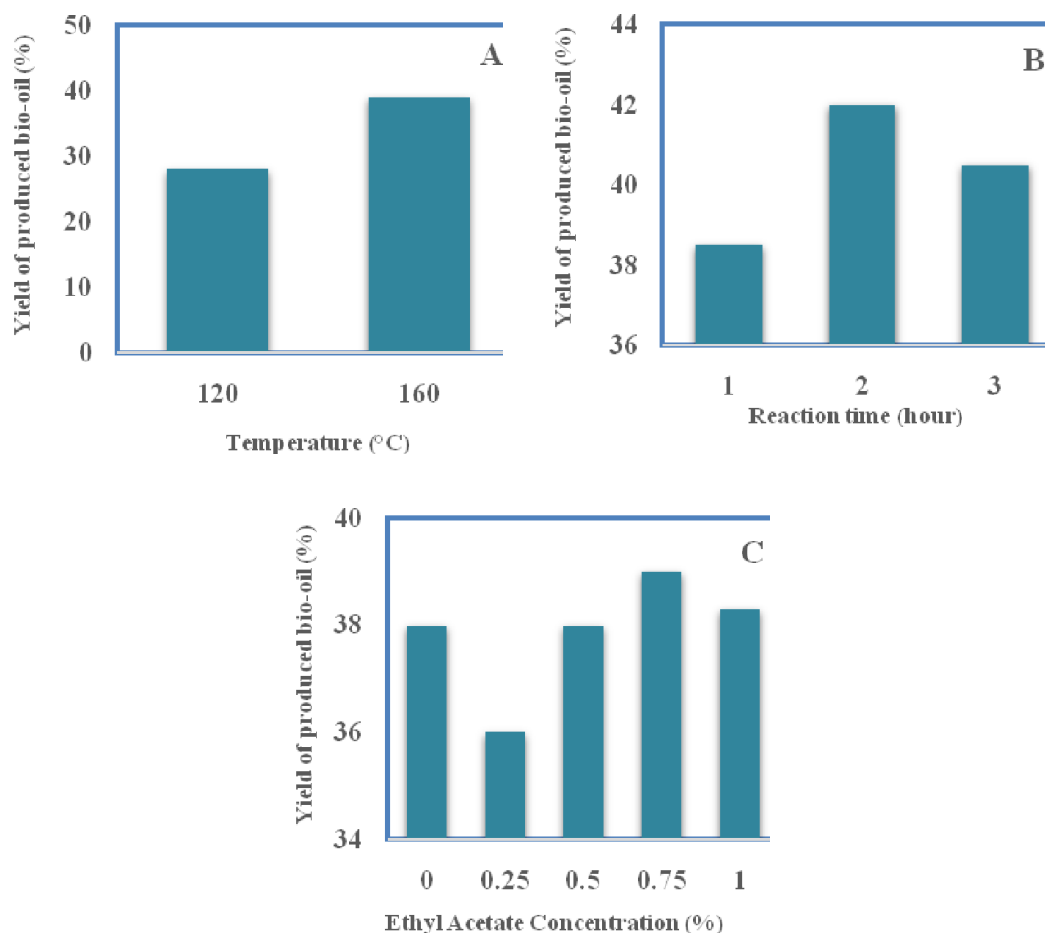 A
Yield of produced bio-oil (%)
50
40
30
20
10
0
120 160
Temperature (°C)
B
Yield of produced bio-oil (%)
44
42
40
38
36
1 2 3
Reaction time (hour)
C
Yield of produced bio-oil (%)
40
38
36
34
0 0.25 0.5 0.75 1
Ethyl Acetate Concentration (%)